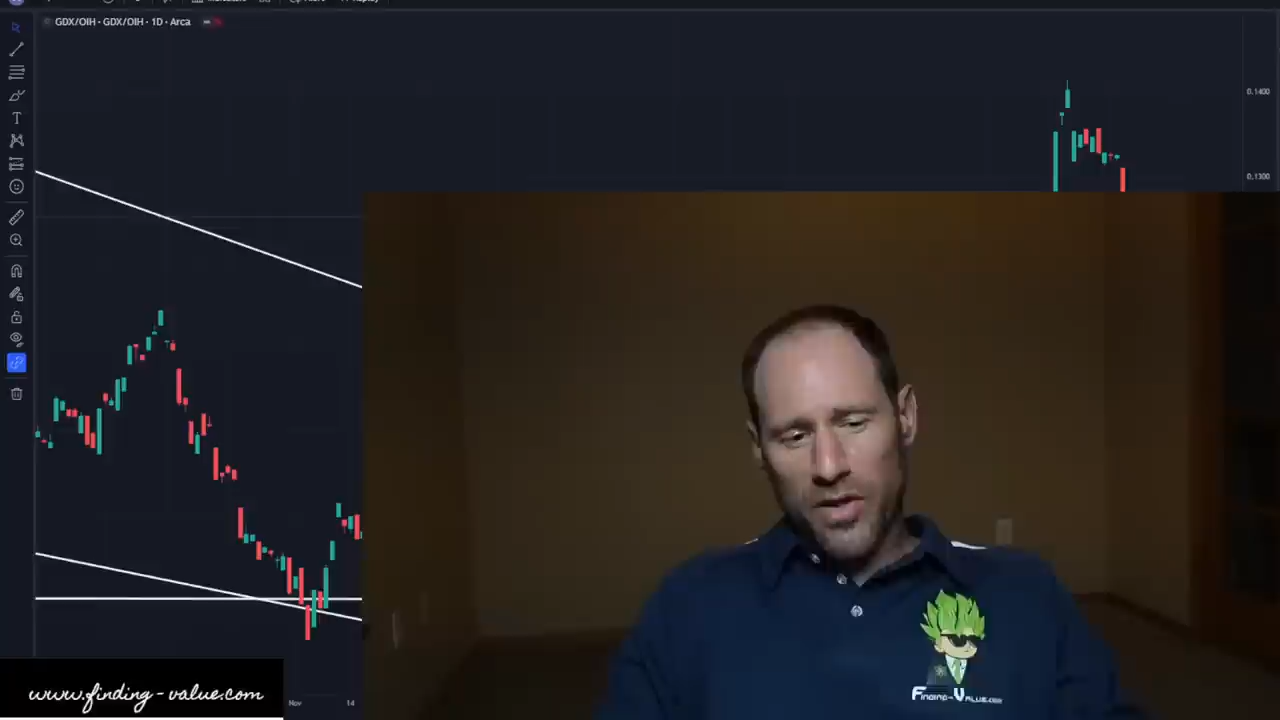 GDX/OIH · GDX/OIH · 1D · Arca
0.1400
0.1300
Finding-Value.com
www.finding-value.com
Nov
14